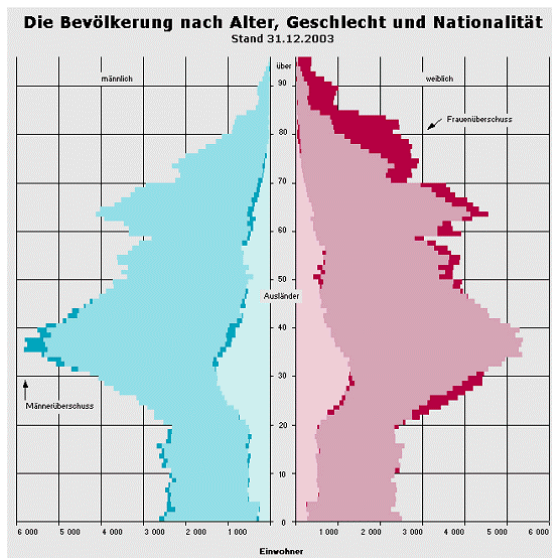 Die Bevölkerung nach Alter, Geschlecht und Nationalität
Stand 31.12.2003
über
männlich
90
weiblich
Frauenüberschuss
80
70
60
50
Ausländer
40
30
Männerüberschuss
20
10
0
6 000 5 000 4 000 3 000 2 000 1 000 1 000 2 000 3 000 4 000 5 000 6 000
Einwohner